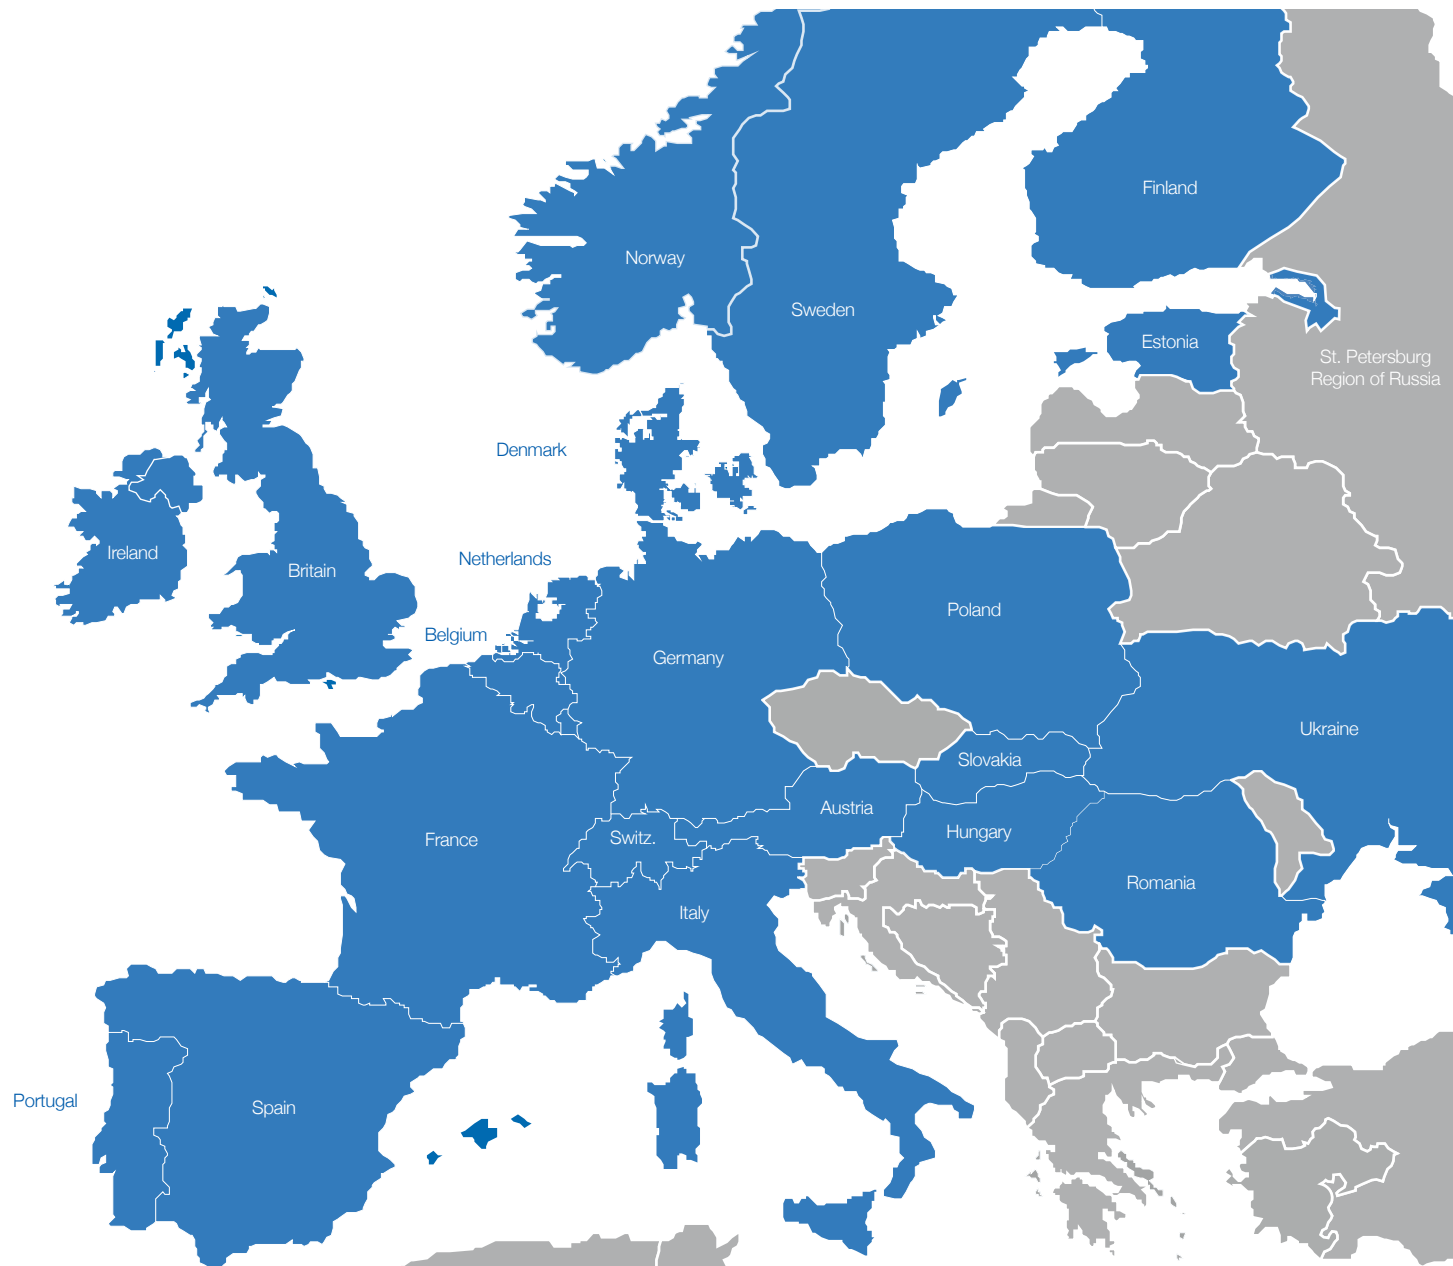 Finland
Norway
Sweden
Estonia
St. Petersburg
Region of Russia
Denmark
Ireland
Netherlands
Britain
Poland
Belgium
Germany
Ukraine
Slovakia
Austria
Hungary
Switz.
France
Romania
Italy
Portugal
Spain